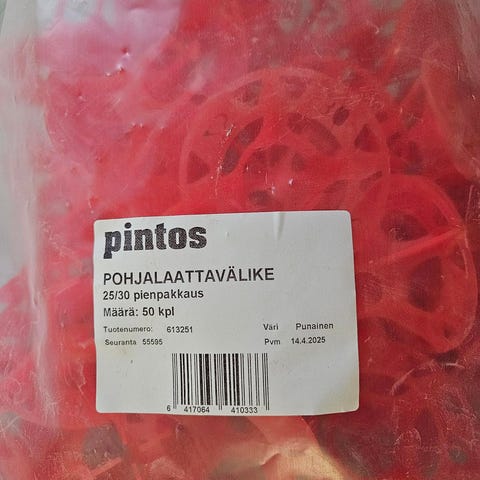 pintos
POHJALAATTAVÄLIKE
25/30 pienpakkaus
Määrä: 50 kpl
Tuotenumero: 613251 Väri Punainen
Seuranta 55595 Pvm 14.4.2025
6 417064 410333